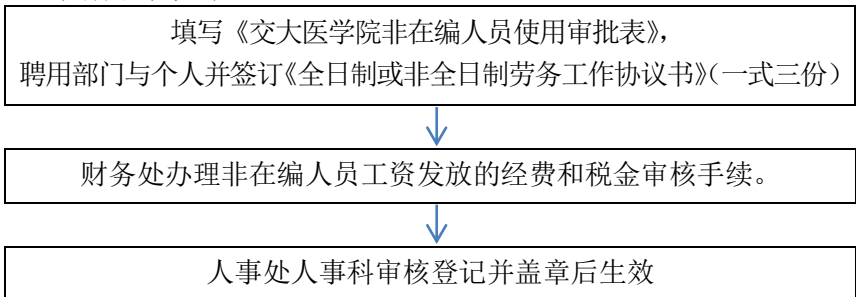 填写《交大医学院非在编人员使用审批表》，
聘用部门与个人并签订《全日制或非全日制劳务工作协议书》（一式三份）
财务处办理非在编人员工资发放的经费和税金审核手续。
人事处人事科审核登记并盖章后生效